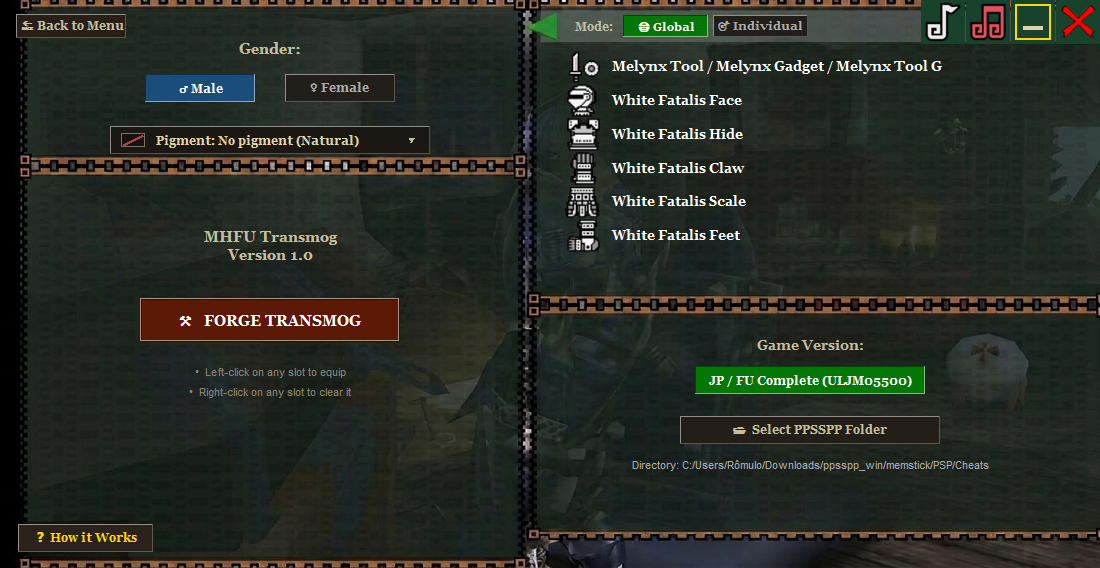 Back to Menu
Gender:
♂ Male
♀ Female
Pigment: No pigment (Natural)
MHFU Transmog
Version 1.0
FORGE TRANSMOG
• Left-click on any slot to equip
• Right-click on any slot to clear it
? How it Works
Mode:
Global
Individual
Melynx Tool / Melynx Gadget / Melynx Tool G
White Fatalis Face
White Fatalis Hide
White Fatalis Claw
White Fatalis Scale
White Fatalis Feet
Game Version:
JP / FU Complete (ULJM05500)
Select PPSSPP Folder
Directory: C:/Users/Rômulo/Downloads/ppsspp_win/memstick/PSP/Cheats